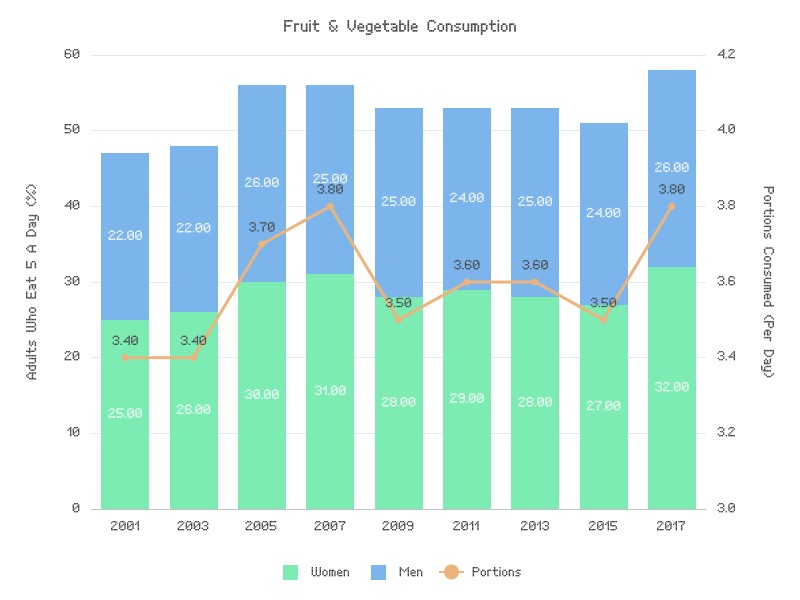 Fruit & Vegetable Consumption
Adults Who Eat 5 A Day (%)
Portions Consumed (Per Day)
60 4.2
50 4.0
40 3.8
30 3.6
20 3.4
10 3.2
0 3.0
26.00 25.00 26.00
3.80 3.80
22.00 22.00 25.00 24.00 25.00 24.00
3.70
3.60 3.60
3.50 3.50
3.40 3.40
25.00 26.00 30.00 31.00 28.00 29.00 28.00 27.00 32.00
2001 2003 2005 2007 2009 2011 2013 2015 2017
Women Men Portions